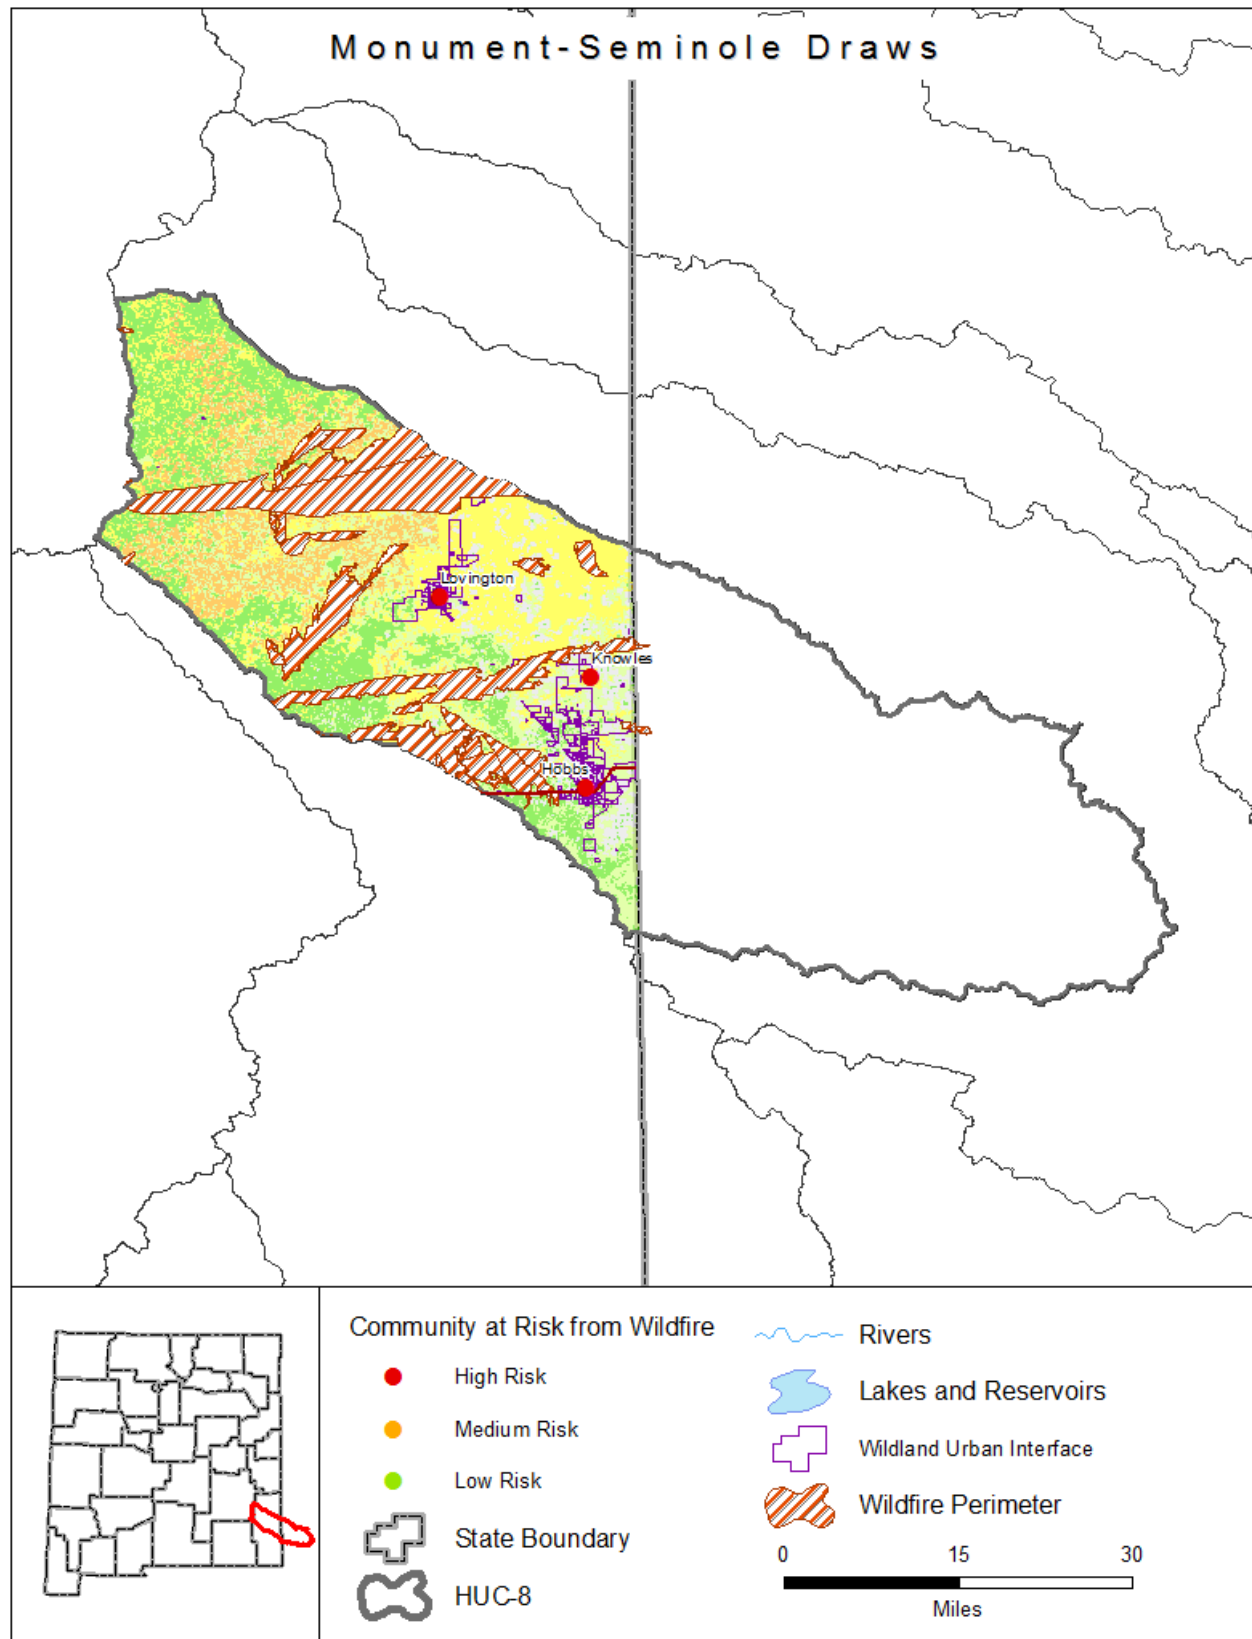 Monument-Seminole Draws
Lovington
Knowles
Hobbs
Community at Risk from Wildfire
High Risk
Medium Risk
Low Risk
State Boundary
HUC-8
Rivers
Lakes and Reservoirs
Wildland Urban Interface
Wildfire Perimeter
0 15 30
Miles